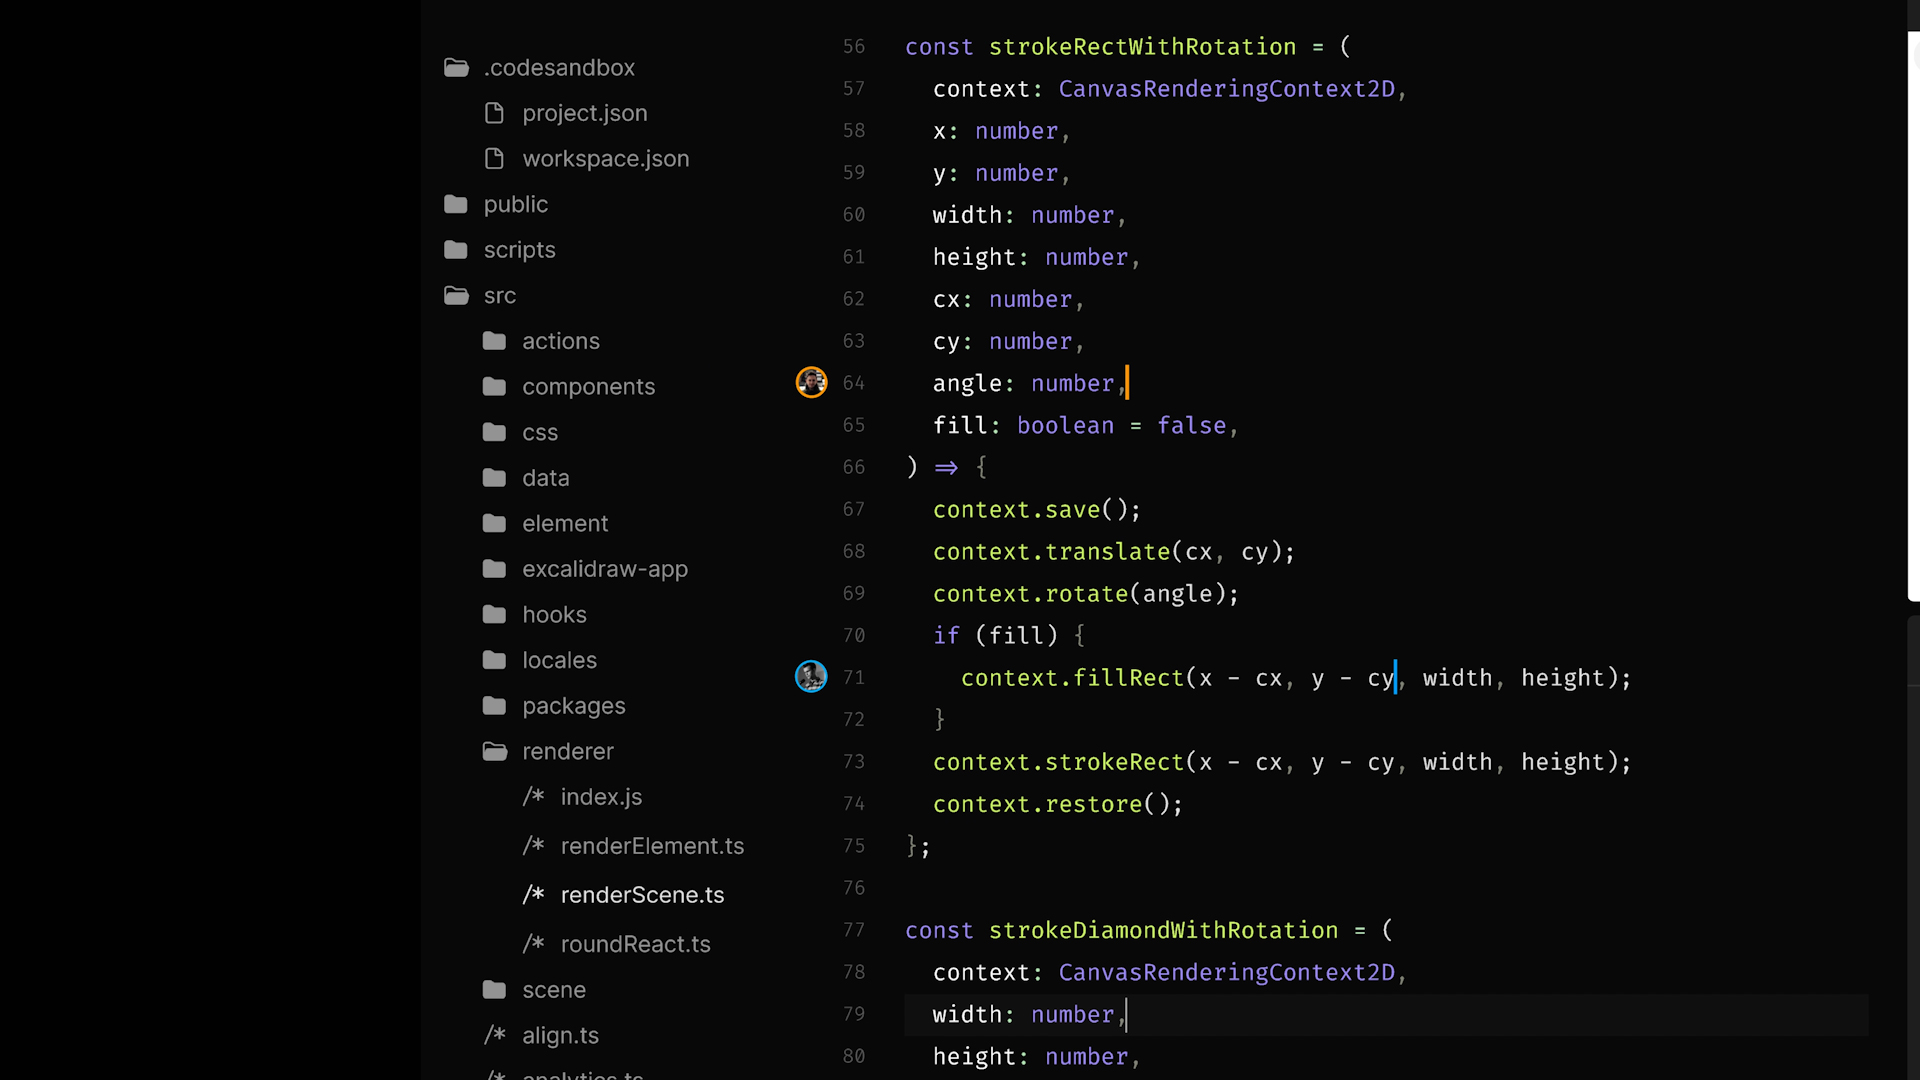 .codesandbox
project.json
workspace.json
public
scripts
src
actions
components
css
data
element
excalidraw-app
hooks
locales
packages
renderer
/* index.js
/* renderElement.ts
/* renderScene.ts
/* roundReact.ts
scene
/* align.ts
/* analytics.ts
56 const strokeRectWithRotation = (
57 context: CanvasRenderingContext2D,
58 x: number,
59 y: number,
60 width: number,
61 height: number,
62 cx: number,
63 cy: number,
64 angle: number,
65 fill: boolean = false,
66 ) => {
67 context.save();
68 context.translate(cx, cy);
69 context.rotate(angle);
70 if (fill) {
71 context.fillRect(x - cx, y - cy, width, height);
72 }
73 context.strokeRect(x - cx, y - cy, width, height);
74 context.restore();
75 };
76
77 const strokeDiamondWithRotation = (
78 context: CanvasRenderingContext2D,
79 width: number,
80 height: number,